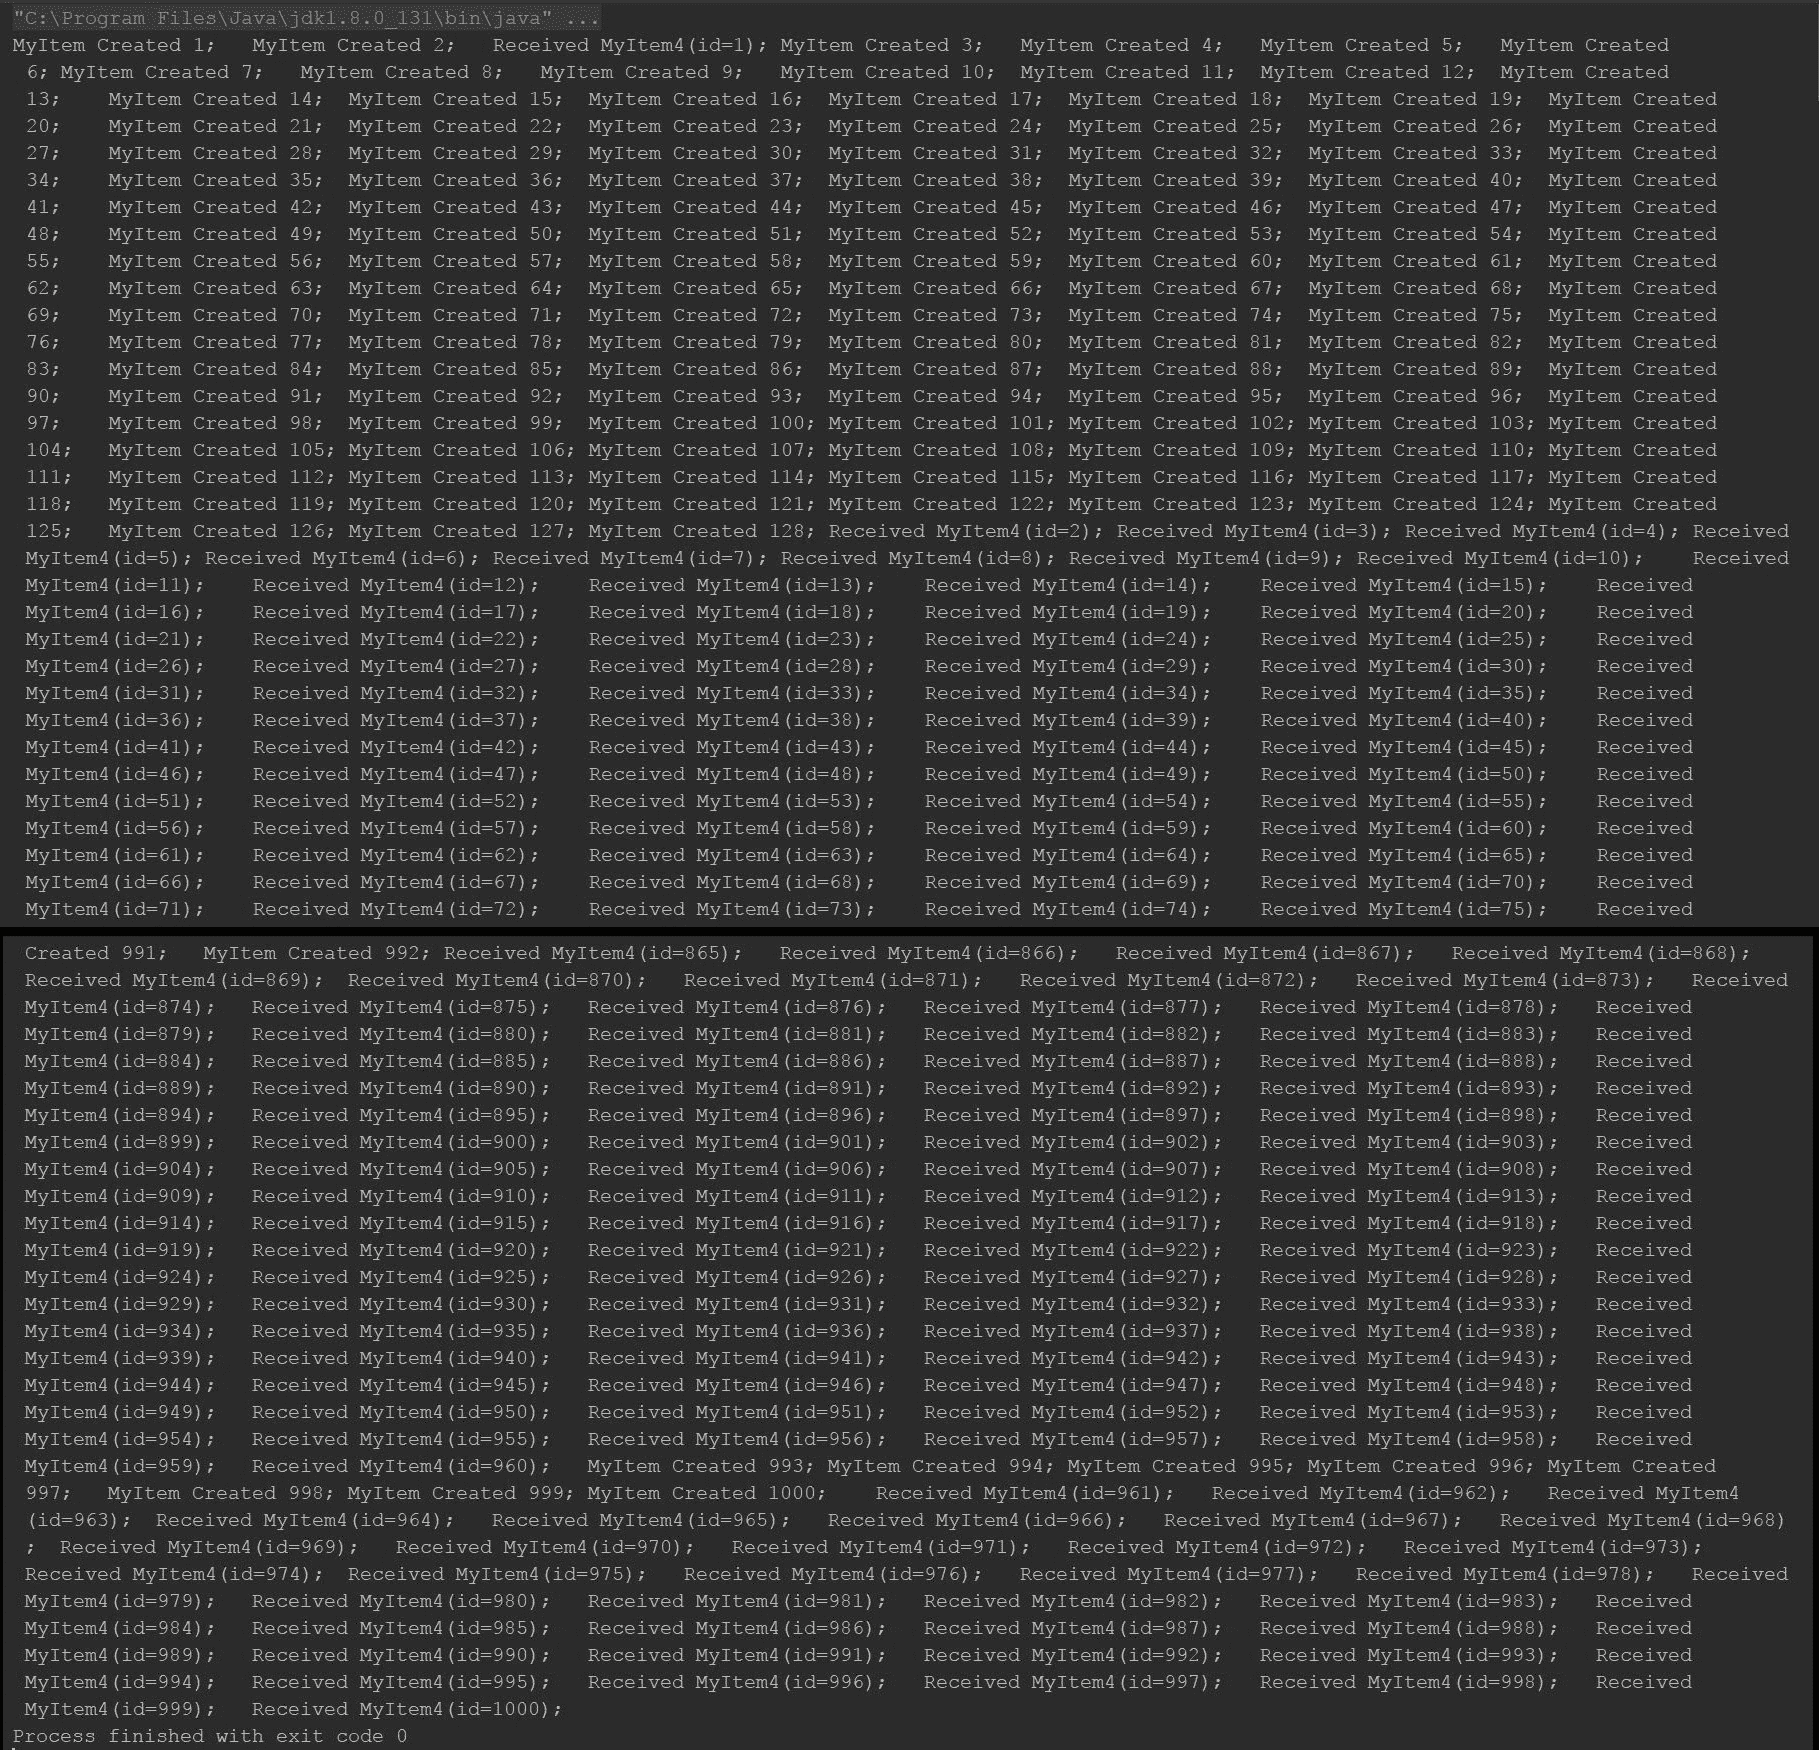 "C:\Program Files\Java\jdk1.8.0_131\bin\java" ...
MyItem Created 1; MyItem Created 2; Received MyItem4(id=1); MyItem Created 3; MyItem Created 4; MyItem Created 5; MyItem Created
6; MyItem Created 7; MyItem Created 8; MyItem Created 9; MyItem Created 10; MyItem Created 11; MyItem Created 12; MyItem Created
13; MyItem Created 14; MyItem Created 15; MyItem Created 16; MyItem Created 17; MyItem Created 18; MyItem Created 19; MyItem Created
20; MyItem Created 21; MyItem Created 22; MyItem Created 23; MyItem Created 24; MyItem Created 25; MyItem Created 26; MyItem Created
27; MyItem Created 28; MyItem Created 29; MyItem Created 30; MyItem Created 31; MyItem Created 32; MyItem Created 33; MyItem Created
34; MyItem Created 35; MyItem Created 36; MyItem Created 37; MyItem Created 38; MyItem Created 39; MyItem Created 40; MyItem Created
41; MyItem Created 42; MyItem Created 43; MyItem Created 44; MyItem Created 45; MyItem Created 46; MyItem Created 47; MyItem Created
48; MyItem Created 49; MyItem Created 50; MyItem Created 51; MyItem Created 52; MyItem Created 53; MyItem Created 54; MyItem Created
55; MyItem Created 56; MyItem Created 57; MyItem Created 58; MyItem Created 59; MyItem Created 60; MyItem Created 61; MyItem Created
62; MyItem Created 63; MyItem Created 64; MyItem Created 65; MyItem Created 66; MyItem Created 67; MyItem Created 68; MyItem Created
69; MyItem Created 70; MyItem Created 71; MyItem Created 72; MyItem Created 73; MyItem Created 74; MyItem Created 75; MyItem Created
76; MyItem Created 77; MyItem Created 78; MyItem Created 79; MyItem Created 80; MyItem Created 81; MyItem Created 82; MyItem Created
83; MyItem Created 84; MyItem Created 85; MyItem Created 86; MyItem Created 87; MyItem Created 88; MyItem Created 89; MyItem Created
90; MyItem Created 91; MyItem Created 92; MyItem Created 93; MyItem Created 94; MyItem Created 95; MyItem Created 96; MyItem Created
97; MyItem Created 98; MyItem Created 99; MyItem Created 100; MyItem Created 101; MyItem Created 102; MyItem Created 103; MyItem Created
104; MyItem Created 105; MyItem Created 106; MyItem Created 107; MyItem Created 108; MyItem Created 109; MyItem Created 110; MyItem Created
111; MyItem Created 112; MyItem Created 113; MyItem Created 114; MyItem Created 115; MyItem Created 116; MyItem Created 117; MyItem Created
118; MyItem Created 119; MyItem Created 120; MyItem Created 121; MyItem Created 122; MyItem Created 123; MyItem Created 124; MyItem Created
125; MyItem Created 126; MyItem Created 127; MyItem Created 128; Received MyItem4(id=2); Received MyItem4(id=3); Received MyItem4(id=4); Received
MyItem4(id=5); Received MyItem4(id=6); Received MyItem4(id=7); Received MyItem4(id=8); Received MyItem4(id=9); Received MyItem4(id=10); Received
MyItem4(id=11); Received MyItem4(id=12); Received MyItem4(id=13); Received MyItem4(id=14); Received MyItem4(id=15); Received
MyItem4(id=16); Received MyItem4(id=17); Received MyItem4(id=18); Received MyItem4(id=19); Received MyItem4(id=20); Received
MyItem4(id=21); Received MyItem4(id=22); Received MyItem4(id=23); Received MyItem4(id=24); Received MyItem4(id=25); Received
MyItem4(id=26); Received MyItem4(id=27); Received MyItem4(id=28); Received MyItem4(id=29); Received MyItem4(id=30); Received
MyItem4(id=31); Received MyItem4(id=32); Received MyItem4(id=33); Received MyItem4(id=34); Received MyItem4(id=35); Received
MyItem4(id=36); Received MyItem4(id=37); Received MyItem4(id=38); Received MyItem4(id=39); Received MyItem4(id=40); Received
MyItem4(id=41); Received MyItem4(id=42); Received MyItem4(id=43); Received MyItem4(id=44); Received MyItem4(id=45); Received
MyItem4(id=46); Received MyItem4(id=47); Received MyItem4(id=48); Received MyItem4(id=49); Received MyItem4(id=50); Received
MyItem4(id=51); Received MyItem4(id=52); Received MyItem4(id=53); Received MyItem4(id=54); Received MyItem4(id=55); Received
MyItem4(id=56); Received MyItem4(id=57); Received MyItem4(id=58); Received MyItem4(id=59); Received MyItem4(id=60); Received
MyItem4(id=61); Received MyItem4(id=62); Received MyItem4(id=63); Received MyItem4(id=64); Received MyItem4(id=65); Received
MyItem4(id=66); Received MyItem4(id=67); Received MyItem4(id=68); Received MyItem4(id=69); Received MyItem4(id=70); Received
MyItem4(id=71); Received MyItem4(id=72); Received MyItem4(id=73); Received MyItem4(id=74); Received MyItem4(id=75); Received
Created 991; MyItem Created 992; Received MyItem4(id=865); Received MyItem4(id=866); Received MyItem4(id=867); Received MyItem4(id=868);
Received MyItem4(id=869); Received MyItem4(id=870); Received MyItem4(id=871); Received MyItem4(id=872); Received MyItem4(id=873); Received
MyItem4(id=874); Received MyItem4(id=875); Received MyItem4(id=876); Received MyItem4(id=877); Received MyItem4(id=878); Received
MyItem4(id=879); Received MyItem4(id=880); Received MyItem4(id=881); Received MyItem4(id=882); Received MyItem4(id=883); Received
MyItem4(id=884); Received MyItem4(id=885); Received MyItem4(id=886); Received MyItem4(id=887); Received MyItem4(id=888); Received
MyItem4(id=889); Received MyItem4(id=890); Received MyItem4(id=891); Received MyItem4(id=892); Received MyItem4(id=893); Received
MyItem4(id=894); Received MyItem4(id=895); Received MyItem4(id=896); Received MyItem4(id=897); Received MyItem4(id=898); Received
MyItem4(id=899); Received MyItem4(id=900); Received MyItem4(id=901); Received MyItem4(id=902); Received MyItem4(id=903); Received
MyItem4(id=904); Received MyItem4(id=905); Received MyItem4(id=906); Received MyItem4(id=907); Received MyItem4(id=908); Received
MyItem4(id=909); Received MyItem4(id=910); Received MyItem4(id=911); Received MyItem4(id=912); Received MyItem4(id=913); Received
MyItem4(id=914); Received MyItem4(id=915); Received MyItem4(id=916); Received MyItem4(id=917); Received MyItem4(id=918); Received
MyItem4(id=919); Received MyItem4(id=920); Received MyItem4(id=921); Received MyItem4(id=922); Received MyItem4(id=923); Received
MyItem4(id=924); Received MyItem4(id=925); Received MyItem4(id=926); Received MyItem4(id=927); Received MyItem4(id=928); Received
MyItem4(id=929); Received MyItem4(id=930); Received MyItem4(id=931); Received MyItem4(id=932); Received MyItem4(id=933); Received
MyItem4(id=934); Received MyItem4(id=935); Received MyItem4(id=936); Received MyItem4(id=937); Received MyItem4(id=938); Received
MyItem4(id=939); Received MyItem4(id=940); Received MyItem4(id=941); Received MyItem4(id=942); Received MyItem4(id=943); Received
MyItem4(id=944); Received MyItem4(id=945); Received MyItem4(id=946); Received MyItem4(id=947); Received MyItem4(id=948); Received
MyItem4(id=949); Received MyItem4(id=950); Received MyItem4(id=951); Received MyItem4(id=952); Received MyItem4(id=953); Received
MyItem4(id=954); Received MyItem4(id=955); Received MyItem4(id=956); Received MyItem4(id=957); Received MyItem4(id=958); Received
MyItem4(id=959); Received MyItem4(id=960); MyItem Created 993; MyItem Created 994; MyItem Created 995; MyItem Created 996; MyItem Created
997; MyItem Created 998; MyItem Created 999; MyItem Created 1000; Received MyItem4(id=961); Received MyItem4(id=962); Received MyItem4
(id=963); Received MyItem4(id=964); Received MyItem4(id=965); Received MyItem4(id=966); Received MyItem4(id=967); Received MyItem4(id=968)
; Received MyItem4(id=969); Received MyItem4(id=970); Received MyItem4(id=971); Received MyItem4(id=972); Received MyItem4(id=973);
Received MyItem4(id=974); Received MyItem4(id=975); Received MyItem4(id=976); Received MyItem4(id=977); Received MyItem4(id=978); Received
MyItem4(id=979); Received MyItem4(id=980); Received MyItem4(id=981); Received MyItem4(id=982); Received MyItem4(id=983); Received
MyItem4(id=984); Received MyItem4(id=985); Received MyItem4(id=986); Received MyItem4(id=987); Received MyItem4(id=988); Received
MyItem4(id=989); Received MyItem4(id=990); Received MyItem4(id=991); Received MyItem4(id=992); Received MyItem4(id=993); Received
MyItem4(id=994); Received MyItem4(id=995); Received MyItem4(id=996); Received MyItem4(id=997); Received MyItem4(id=998); Received
MyItem4(id=999); Received MyItem4(id=1000);
Process finished with exit code 0